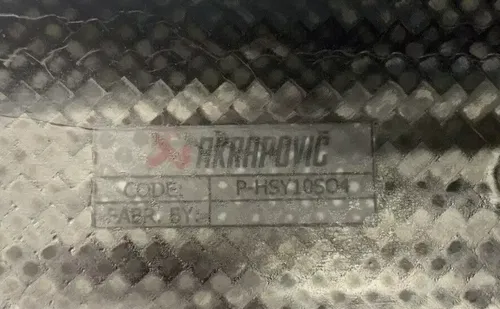 AKRAPOVIČ
CODE: P-HSY10SO4
FABR. BY: